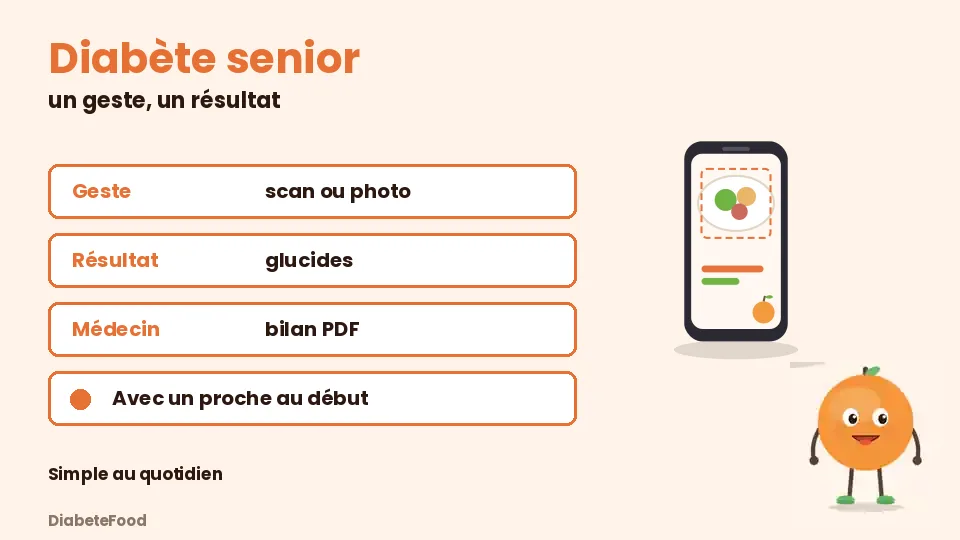 Diabète senior
un geste, un résultat
Geste scan ou photo
Résultat glucides
Médecin bilan PDF
Avec un proche au début
Simple au quotidien
DiabeteFood